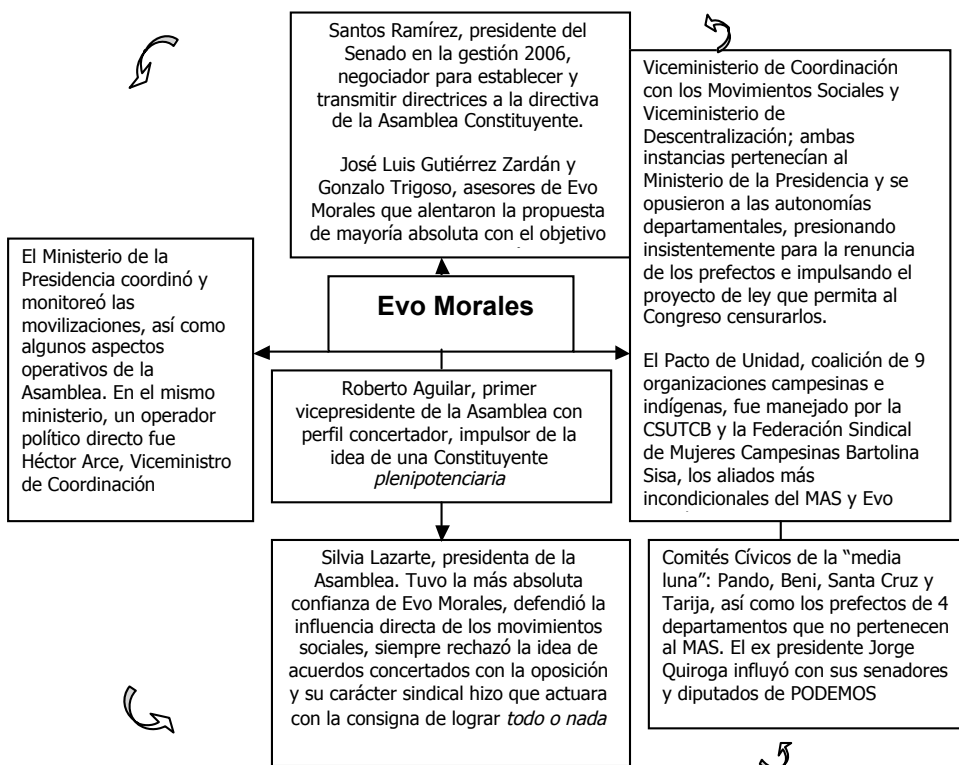 Santos Ramírez, presidente del
Senado en la gestión 2006,
negociador para establecer y
transmitir directrices a la directiva
de la Asamblea Constituyente.
José Luis Gutiérrez Zardán y
Gonzalo Trigoso, asesores de Evo
Morales que alentaron la propuesta
de mayoría absoluta con el objetivo
Viceministerio de Coordinación
con los Movimientos Sociales y
Viceministerio de
Descentralización; ambas
instancias pertenecían al
Ministerio de la Presidencia y se
opusieron a las autonomías
departamentales, presionando
insistentemente para la renuncia
de los prefectos e impulsando el
proyecto de ley que permita al
Congreso censurarlos.
El Pacto de Unidad, coalición de 9
organizaciones campesinas e
indígenas, fue manejado por la
CSUTCB y la Federación Sindical
de Mujeres Campesinas Bartolina
Sisa, los aliados más
incondicionales del MAS y Evo
El Ministerio de la
Presidencia coordinó y
monitoreó las
movilizaciones, así como
algunos aspectos
operativos de la
Asamblea. En el mismo
ministerio, un operador
político directo fue
Héctor Arce, Viceministro
de Coordinación
Evo Morales
Roberto Aguilar, primer
vicepresidente de la Asamblea con
perfil concertador, impulsor de la
idea de una Constituyente
plenipotenciaria
Silvia Lazarte, presidenta de la
Asamblea. Tuvo la más absoluta
confianza de Evo Morales, defendió la
influencia directa de los movimientos
sociales, siempre rechazó la idea de
acuerdos concertados con la oposición
y su carácter sindical hizo que actuara
con la consigna de lograr todo o nada
Comités Cívicos de la “media
luna”: Pando, Beni, Santa Cruz y
Tarija, así como los prefectos de 4
departamentos que no pertenecen
al MAS. El ex presidente Jorge
Quiroga influyó con sus senadores
y diputados de PODEMOS